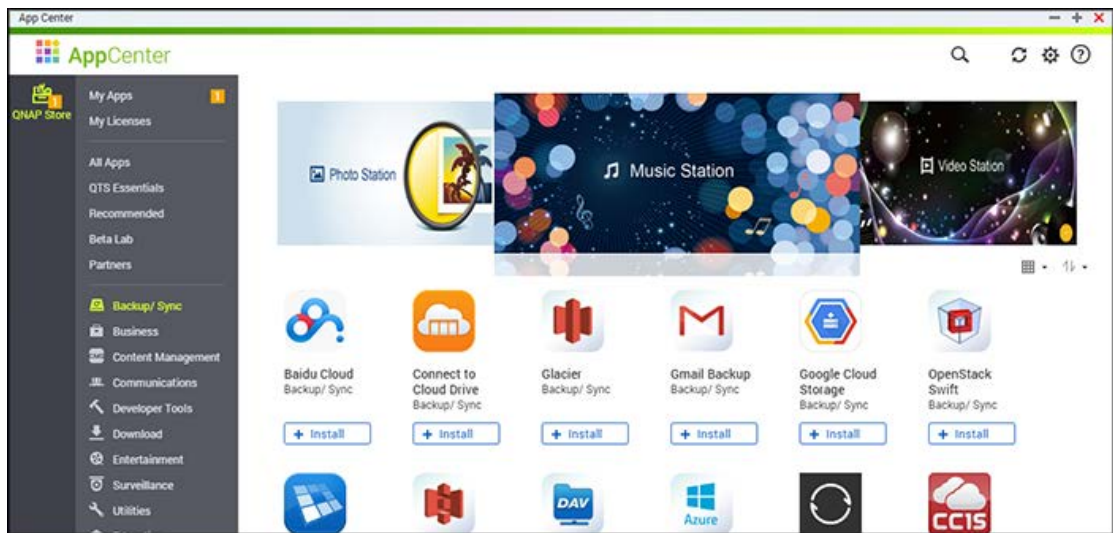 App Center
AppCenter
QNAP Store
1
My Apps
1
My Licenses
All Apps
QTS Essentials
Recommended
Beta Lab
Partners
Backup/ Sync
Business
Content Management
Communications
Developer Tools
Download
Entertainment
Surveillance
Utilities
Photo Station
Music Station
Video Station
Baidu Cloud
Backup/ Sync
+ Install
Connect to
Cloud Drive
Backup/ Sync
+ Install
Glacier
Backup/ Sync
+ Install
Gmail Backup
Backup/ Sync
+ Install
Google Cloud
Storage
Backup/ Sync
+ Install
OpenStack
Swift
Backup/ Sync
+ Install
DAV
Azure
CC1S